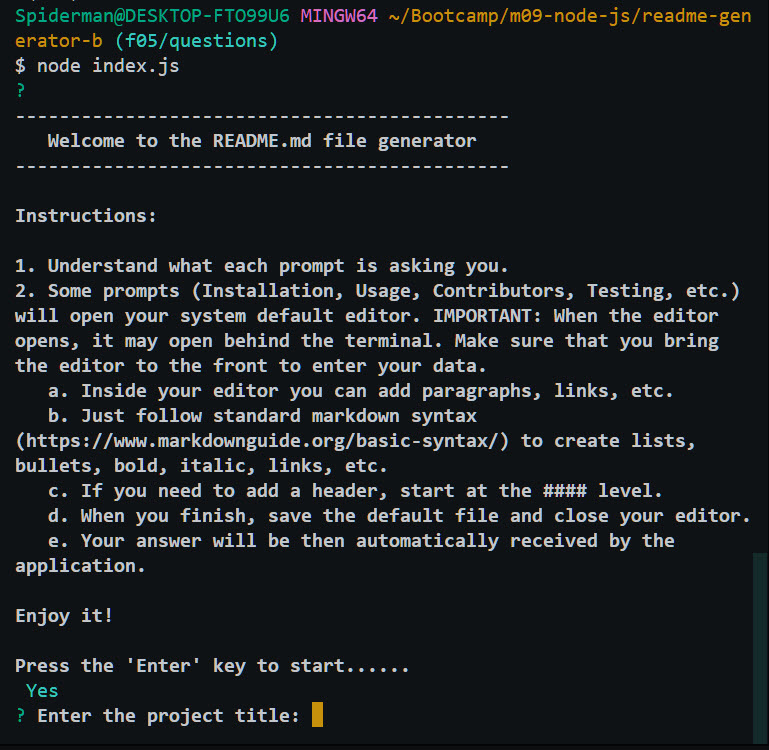 Spiderman@DESKTOP-FTO99U6 MINGW64 ~/Bootcamp/m09-node-js/readme-gen
erator-b (f05/questions)
$ node index.js
?
---------------------------------------------
   Welcome to the README.md file generator
---------------------------------------------
Instructions:
1. Understand what each prompt is asking you.
2. Some prompts (Installation, Usage, Contributors, Testing, etc.)
will open your system default editor. IMPORTANT: When the editor
opens, it may open behind the terminal. Make sure that you bring
the editor to the front to enter your data.
   a. Inside your editor you can add paragraphs, links, etc.
   b. Just follow standard markdown syntax
(https://www.markdownguide.org/basic-syntax/) to create lists,
bullets, bold, italic, links, etc.
   c. If you need to add a header, start at the #### level.
   d. When you finish, save the default file and close your editor.
   e. Your answer will be then automatically received by the
application.
Enjoy it!
Press the 'Enter' key to start......
 Yes
? Enter the project title: